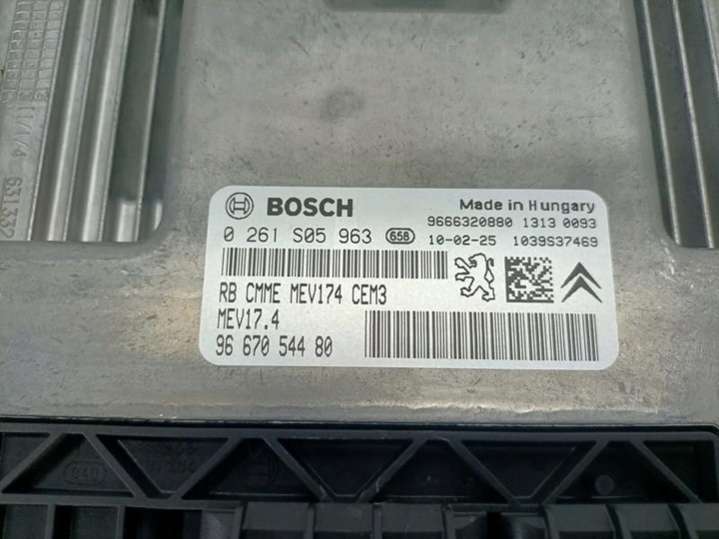 BOSCH
Made in Hungary
9666320880 1313 0093
0 261 S05 963 658 10-02-25 1039S37469
RB CMME MEV174 CEM3
MEV17.4
96 670 544 80